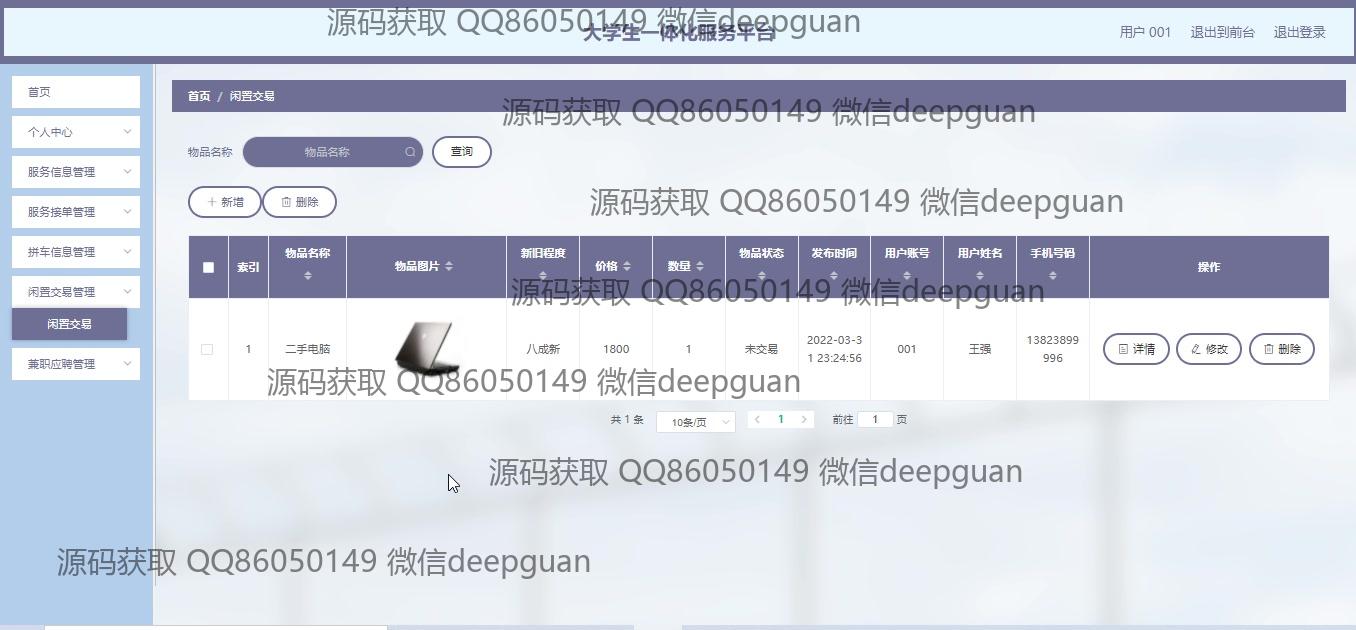 源码获取 QQ86050149 微信deepguan
大学生一体化服务平台
用户 001 退出到前台 退出登录
首页
个人中心
服务信息管理
服务接单管理
拼车信息管理
闲置交易管理
闲置交易
兼职应聘管理
首页 / 闲置交易
源码获取 QQ86050149 微信deepguan
物品名称 物品名称 查询
新增 删除
源码获取 QQ86050149 微信deepguan
索引 物品名称 物品图片 新旧程度 价格 数量 物品状态 发布时间 用户账号 用户姓名 手机号码 操作
源码获取 QQ86050149 微信deepguan
1 二手电脑 八成新 1800 1 未交易 2022-03-3 001 王强 13823899 详情 修改 删除
1 23:24:56 996
源码获取 QQ86050149 微信deepguan
共 1 条 10条/页 1 前往 1 页
源码获取 QQ86050149 微信deepguan
源码获取 QQ86050149 微信deepguan